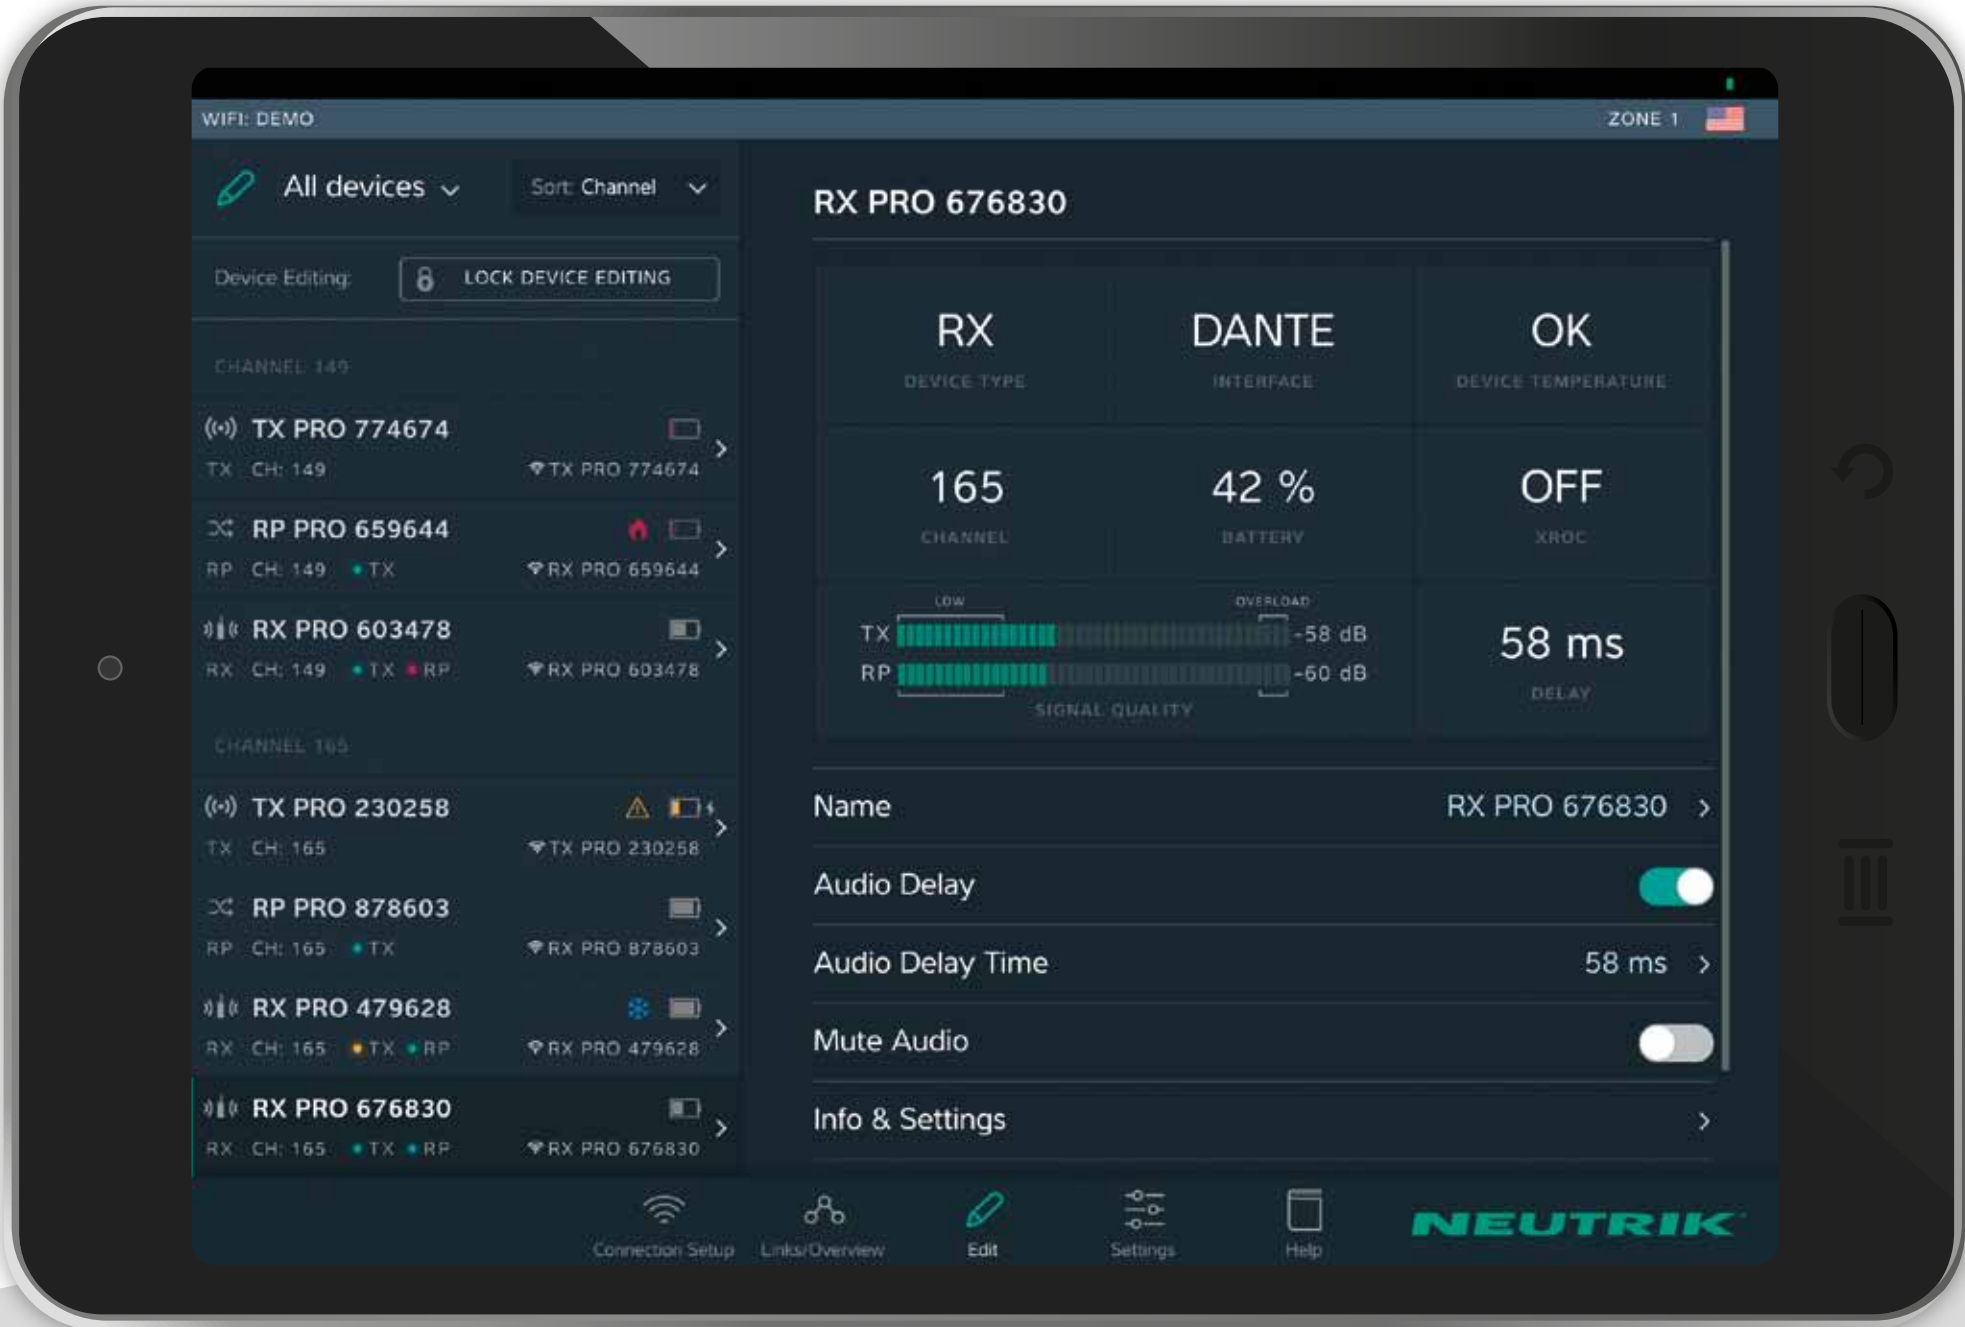 WIFI: DEMO
ZONE 1
All devices
Sort: Channel
Device Editing:
LOCK DEVICE EDITING
CHANNEL 149
TX PRO 774674
TX CH: 149
TX PRO 774674
RP PRO 659644
RP CH: 149 TX
RX PRO 659644
RX PRO 603478
RX CH: 149 TX RP
RX PRO 603478
CHANNEL 165
TX PRO 230258
TX CH: 165
TX PRO 230258
RP PRO 878603
RP CH: 165 TX
RX PRO 878603
RX PRO 479628
RX CH: 165 TX RP
RX PRO 479628
RX PRO 676830
RX CH: 165 TX RP
RX PRO 676830
RX PRO 676830
RX
DEVICE TYPE
DANTE
INTERFACE
OK
DEVICE TEMPERATURE
165
CHANNEL
42 %
BATTERY
OFF
XROC
LOW
OVERLOAD
TX -58 dB
RP -60 dB
SIGNAL QUALITY
58 ms
DELAY
Name
RX PRO 676830
Audio Delay
Audio Delay Time
58 ms
Mute Audio
Info & Settings
Connection Setup
Links/Overview
Edit
Settings
Help
NEUTRIK